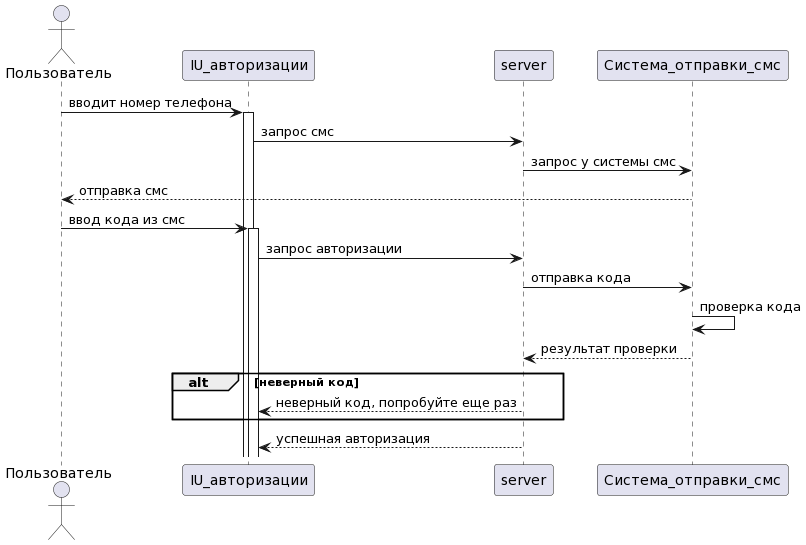 Пользователь
IU_авторизации
server
Система_отправки_смс
вводит номер телефона
запрос смс
запрос у системы смс
отправка смс
ввод кода из смс
запрос авторизации
отправка кода
проверка кода
результат проверки
alt
[неверный код]
неверный код, попробуйте еще раз
успешная авторизация
Пользователь
IU_авторизации
server
Система_отправки_смс